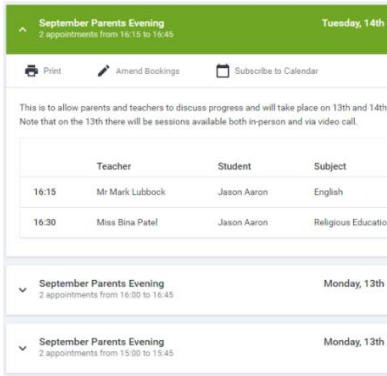 September Parents Evening Tuesday, 14th
2 appointments from 16:15 to 16:45
Print Amend Bookings Subscribe to Calendar
This is to allow parents and teachers to discuss progress and will take place on 13th and 14th
Note that on the 13th there will be sessions available both in-person and via video call.
Teacher Student Subject
16:15 Mr Mark Lubbock Jason Aaron English
16:30 Miss Bina Patel Jason Aaron Religious Educatio
September Parents Evening Monday, 13th
2 appointments from 16:00 to 16:45
September Parents Evening Monday, 13th
2 appointments from 15:00 to 15:45